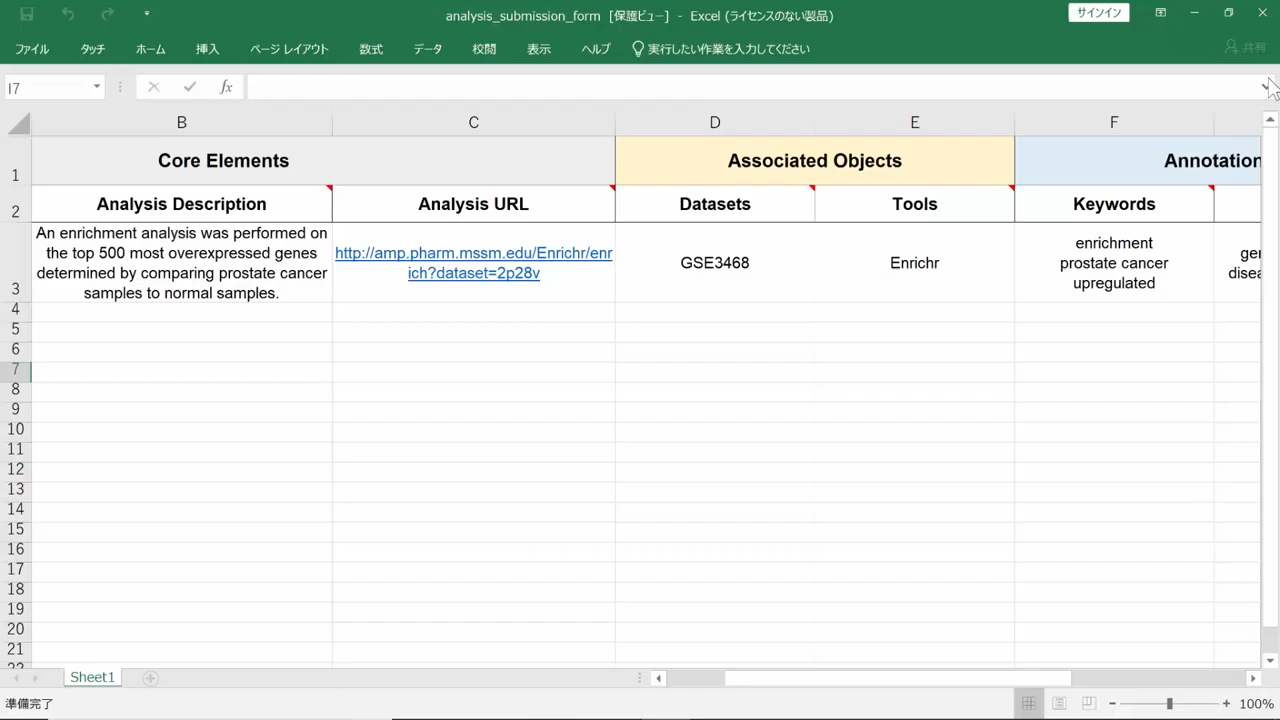 analysis_submission_form [保護ビュー] - Excel (ライセンスのない製品)
サインイン
ファイル タッチ ホーム 挿入 ページ レイアウト 数式 データ 校閲 表示 ヘルプ 実行したい作業を入力してください 共有
I7 fx
B C D E F
1 Core Elements Associated Objects Annotation
2 Analysis Description Analysis URL Datasets Tools Keywords
An enrichment analysis was performed on
the top 500 most overexpressed genes
determined by comparing prostate cancer
samples to normal samples.
http://amp.pharm.mssm.edu/Enrichr/enr
ich?dataset=2p28v
GSE3468
Enrichr
enrichment
prostate cancer
upregulated
ger
disea
3
4
5
6
7
8
9
10
11
12
13
14
15
16
17
18
19
20
21
22
Sheet1
準備完了
100%